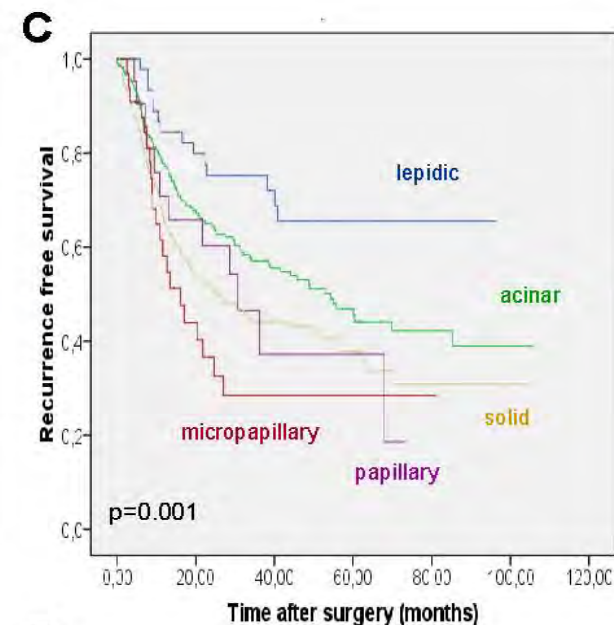 C
1,0
0,8
0,6
0,4
0,2
0,0
Recurrence free survival
lepidic
acinar
solid
micropapillary
papillary
p=0.001
0,00 20,00 40,00 60,00 80,00 100,00 120,00
Time after surgery (months)